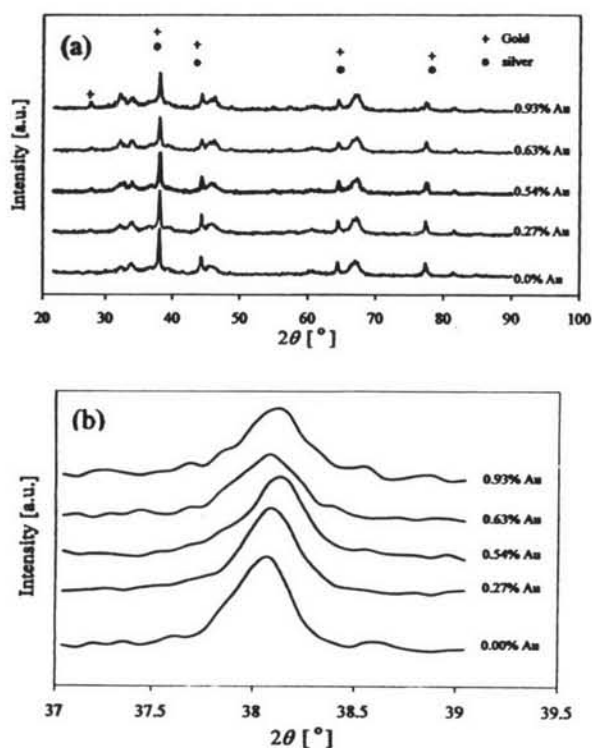 (a)
+ Gold
● silver
+ + + +
● ● ● ●
+
0.93% Au
0.63% Au
0.54% Au
0.27% Au
0.0% Au
Intensity [a.u.]
20 30 40 50 60 70 80 90 100
2θ [°]
(b)
0.93% Au
0.63% Au
0.54% Au
0.27% Au
0.00% Au
Intensity [a.u.]
37 37.5 38 38.5 39 39.5
2θ [°]